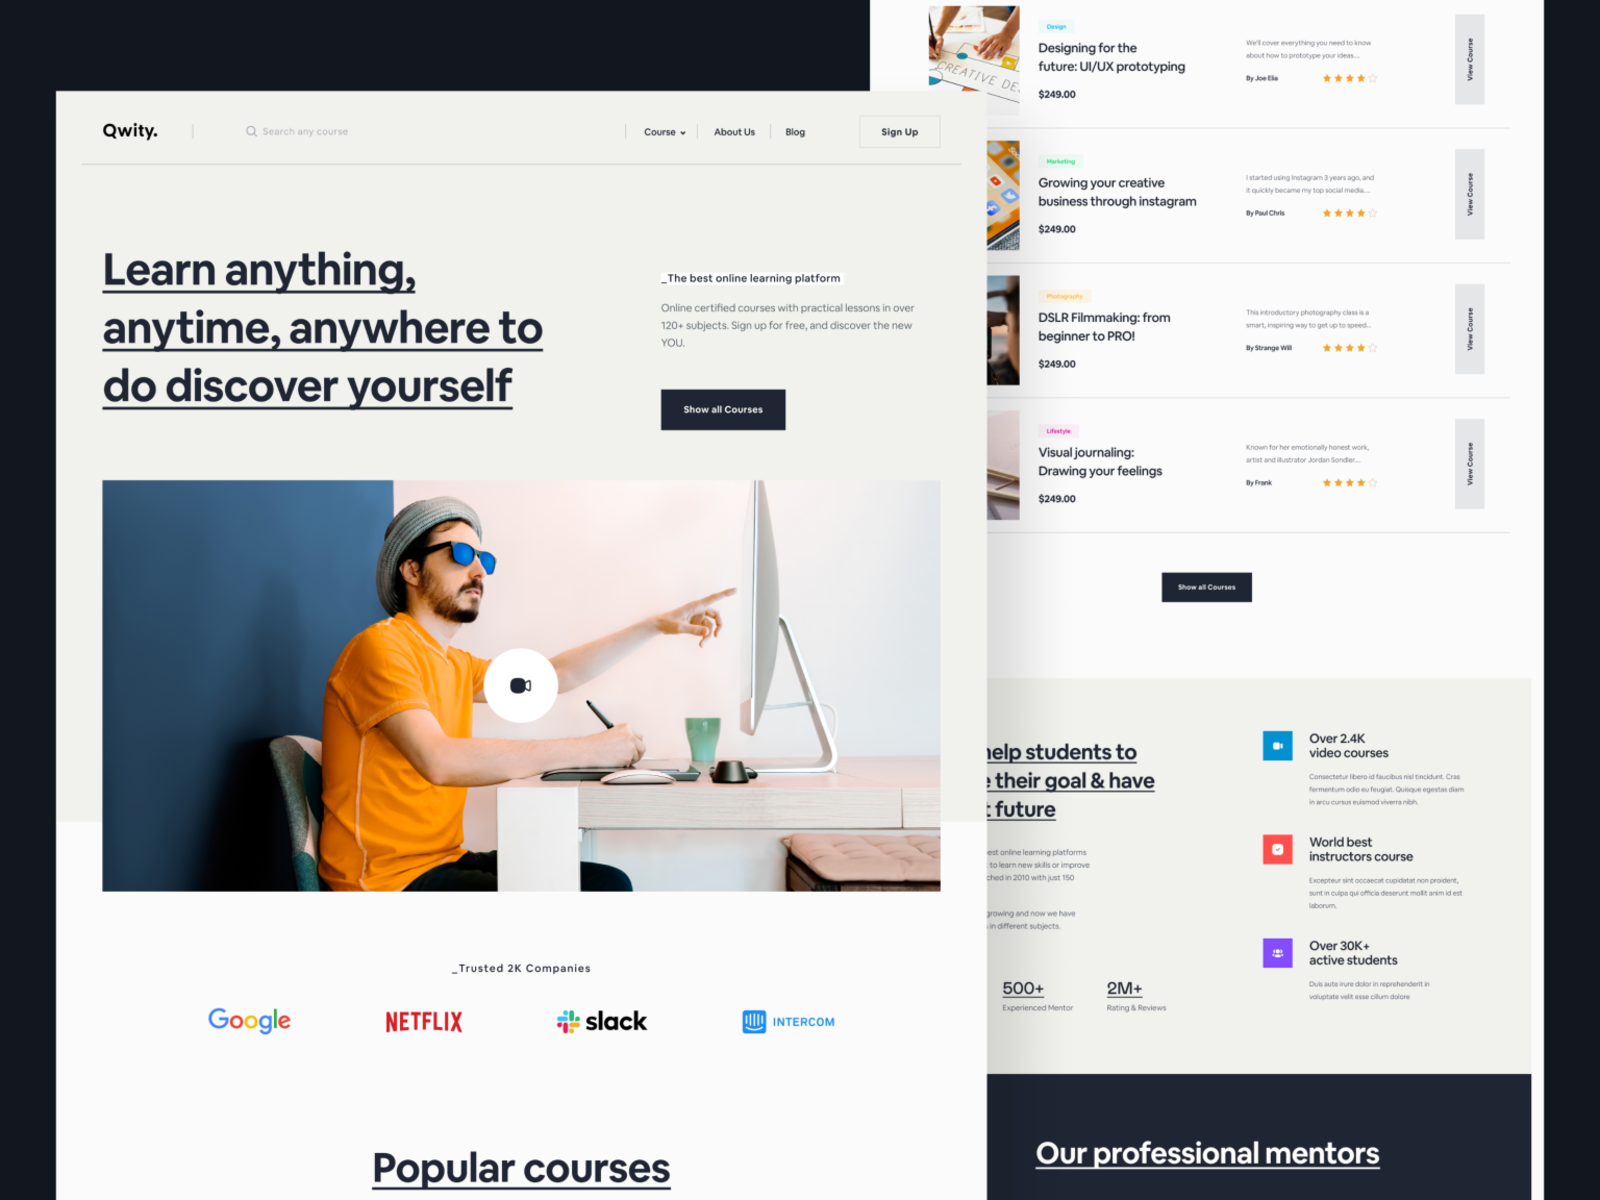 Qwity.
Search any course
Course
About Us
Blog
Sign Up
Learn anything,
anytime, anywhere to
do discover yourself
_The best online learning platform
Online certified courses with practical lessons in over
120+ subjects. Sign up for free, and discover the new
YOU.
Show all Courses
_Trusted 2K Companies
Google
NETFLIX
slack
INTERCOM
Popular courses
CREATIVE DE
Design
Designing for the
future: UI/UX prototyping
$249.00
We'll cover everything you need to know
about how to prototype your ideas...
By Joe Elia
View Course
Marketing
Growing your creative
business through instagram
$249.00
I started using Instagram 3 years ago, and
it quickly became my top social media...
By Paul Chris
View Course
Photography
DSLR Filmmaking: from
beginner to PRO!
$249.00
This introductory photography class is a
smart, inspiring way to get up to speed...
By Strange Will
View Course
Lifestyle
Visual journaling:
Drawing your feelings
$249.00
Known for her emotionally honest work,
artist and illustrator Jordan Sondler...
By Frank
View Course
Show all Courses
help students to
their goal & have
t future
est online learning platforms
to learn new skills or improve
ched in 2010 with just 150
growing and now we have
in different subjects.
500+
Experienced Mentor
2M+
Rating & Reviews
Over 2.4K
video courses
Consectetur libero id faucibus nisl tincidunt. Cras
fermentum odio eu feugiat. Quisque egestas diam
in arcu cursus euismod viverra nibh.
World best
instructors course
Excepteur sint occaecat cupidatat non proident,
sunt in culpa qui officia deserunt mollit anim id est
laborum.
Over 30K+
active students
Duis aute irure dolor in reprehenderit in
voluptate velit esse cillum dolore
Our professional mentors